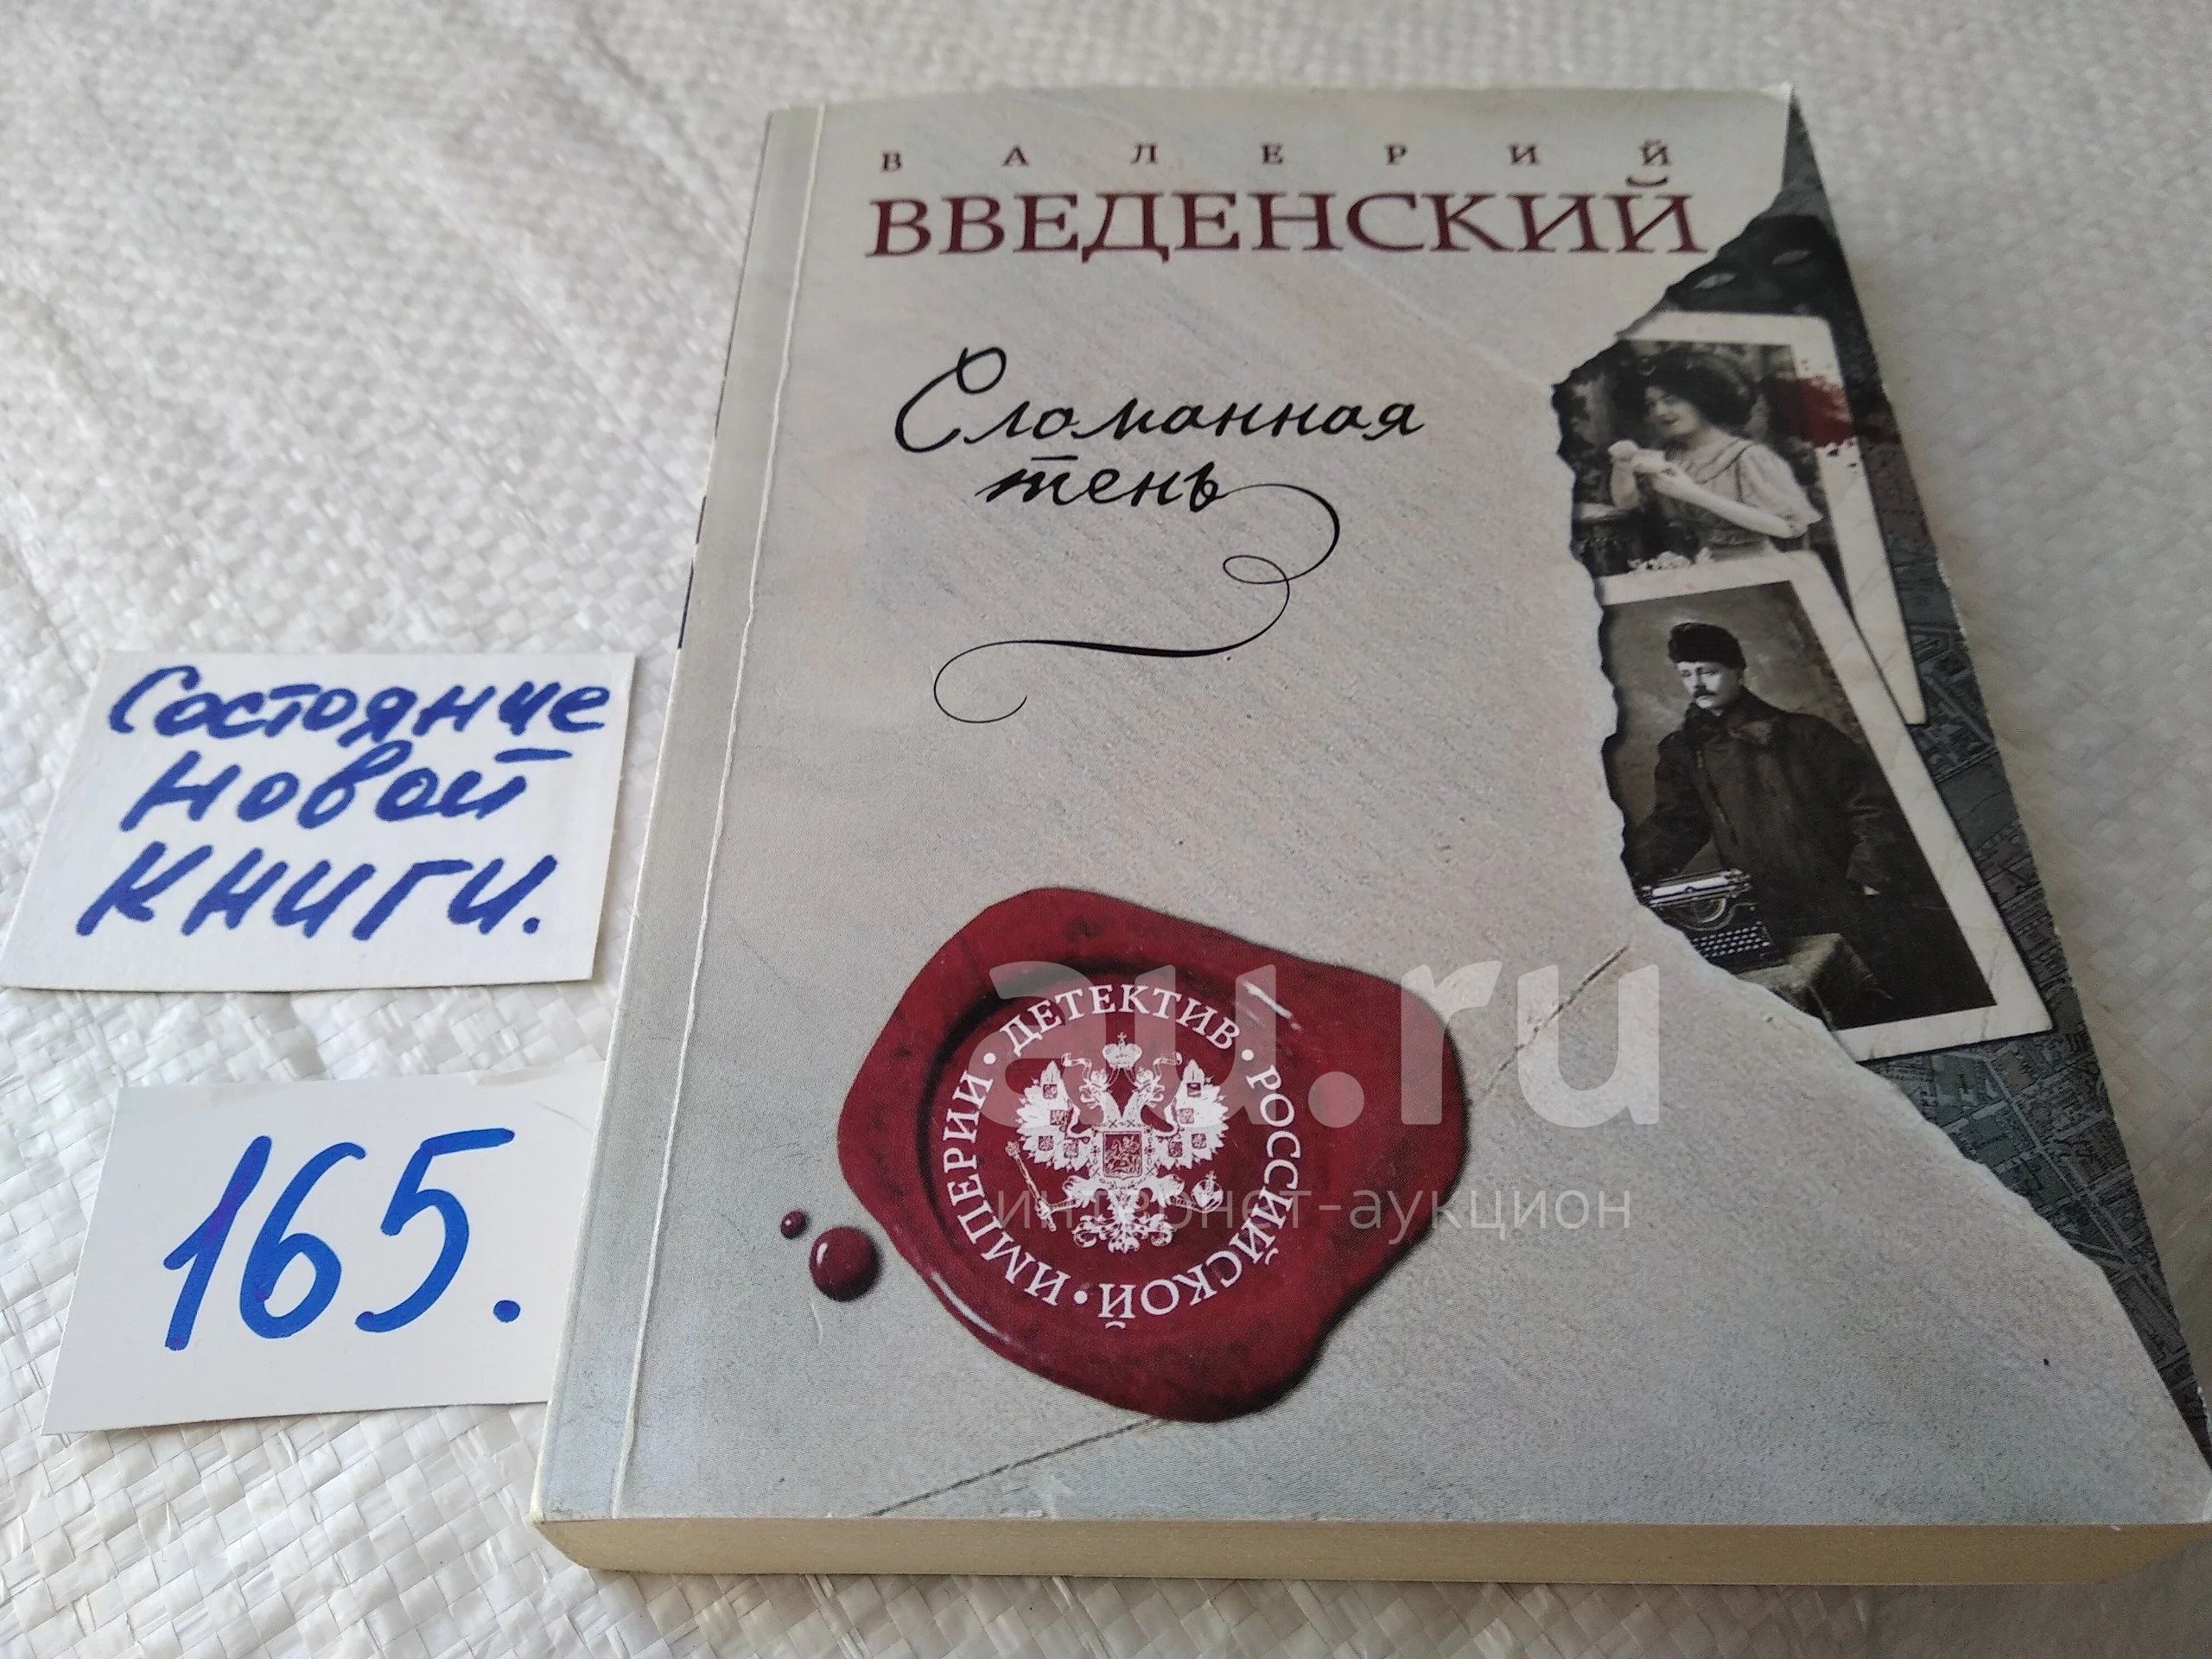 ВАЛЕРИЙ
ВВЕДЕНСКИЙ
Сломанная
тень
Состояние
новой
книги.
165.
• ДЕТЕКТИВ • РОССИЙСКОЙ • ИМПЕРИИ
au.ru
интернет-аукцион